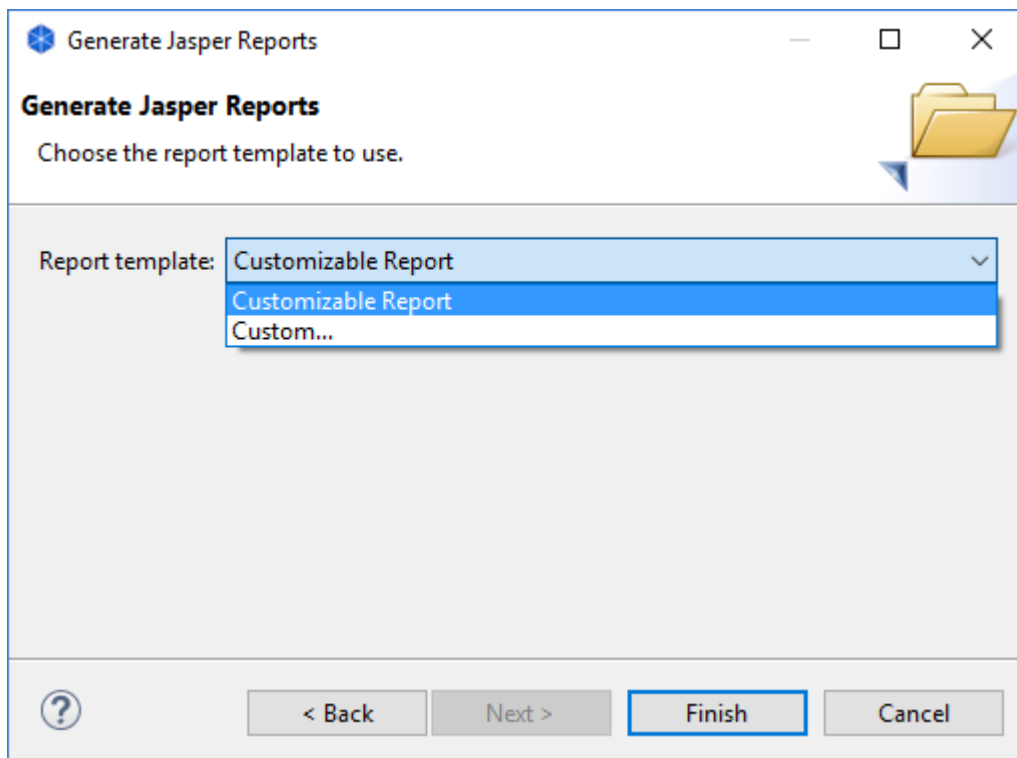 Generate Jasper Reports
Generate Jasper Reports
Choose the report template to use.
Report template: Customizable Report
Customizable Report
Custom...
? < Back Next > Finish Cancel